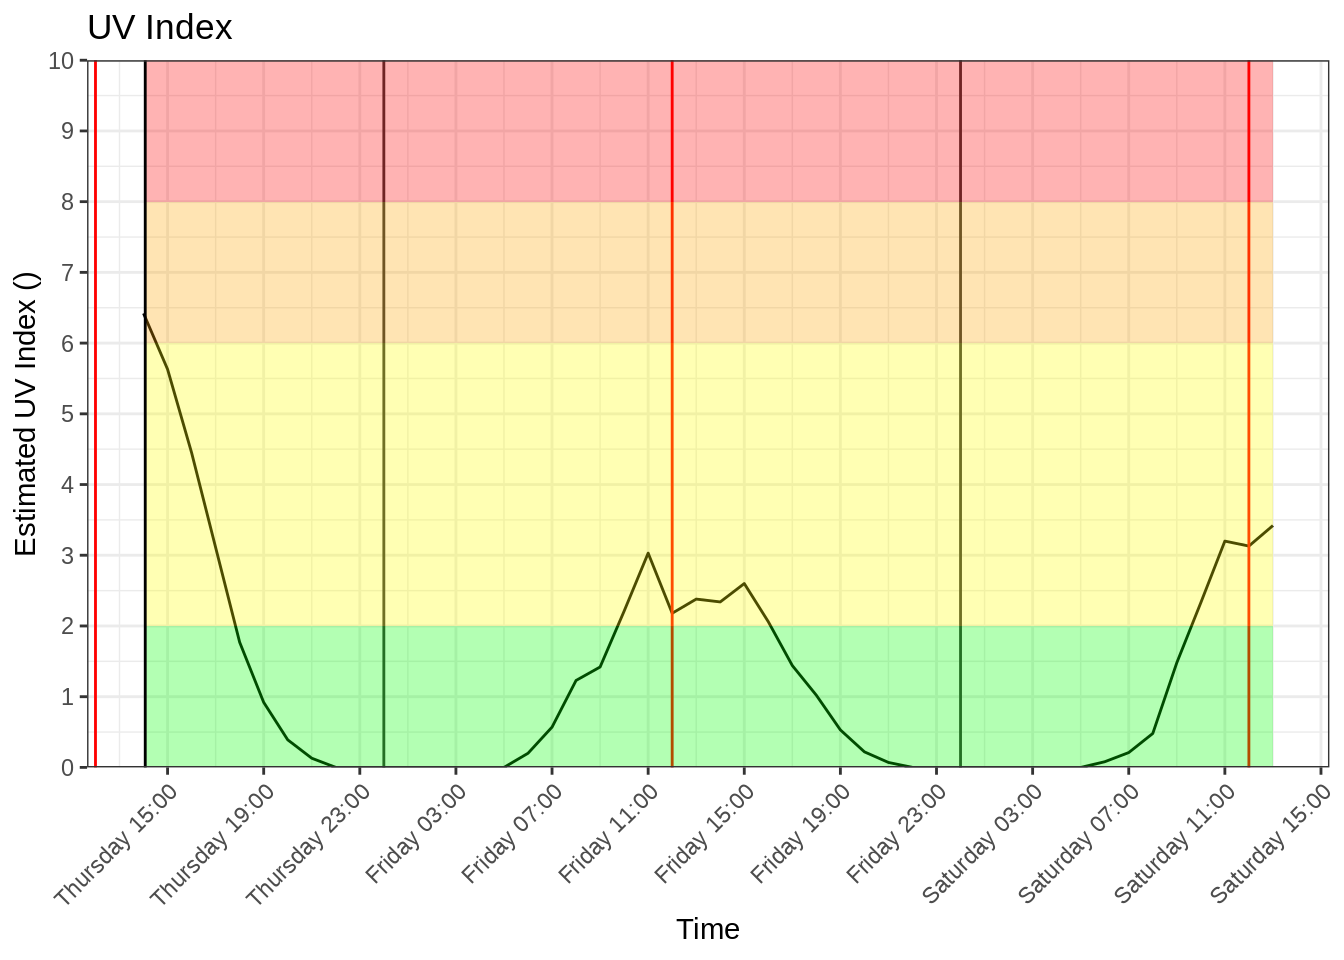 UV Index
Estimated UV Index ()
10
9
8
7
6
5
4
3
2
1
0
Thursday 15:00
Thursday 19:00
Thursday 23:00
Friday 03:00
Friday 07:00
Friday 11:00
Friday 15:00
Friday 19:00
Friday 23:00
Saturday 03:00
Saturday 07:00
Saturday 11:00
Saturday 15:00
Time